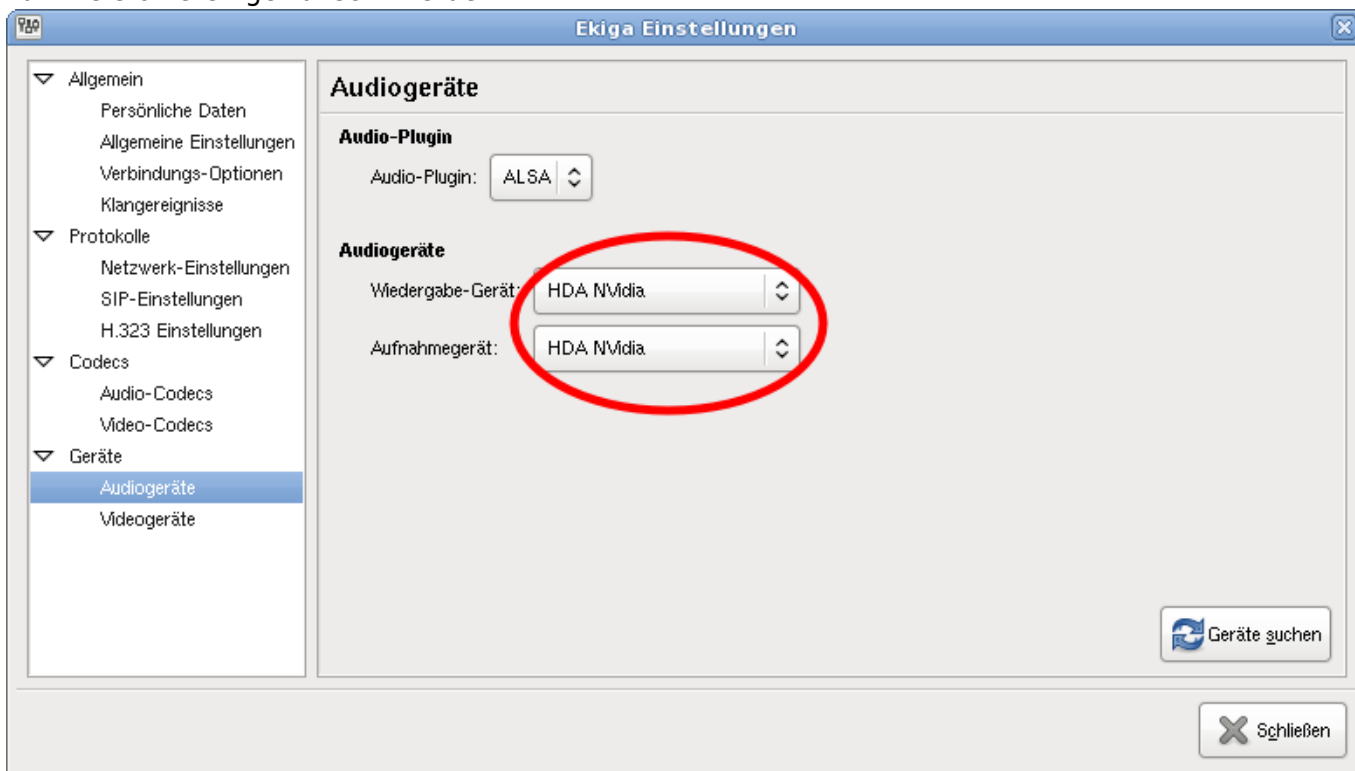 Ekiga Einstellungen
Allgemein
Persönliche Daten
Allgemeine Einstellungen
Verbindungs-Optionen
Klangereignisse
Protokolle
Netzwerk-Einstellungen
SIP-Einstellungen
H.323 Einstellungen
Codecs
Audio-Codecs
Video-Codecs
Geräte
Audiogeräte
Videogeräte
Audiogeräte
Audio-Plugin
Audio-Plugin: ALSA
Audiogeräte
Wiedergabe-Gerät: HDA NVidia
Aufnahmegerät: HDA NVidia
Geräte suchen
Schließen